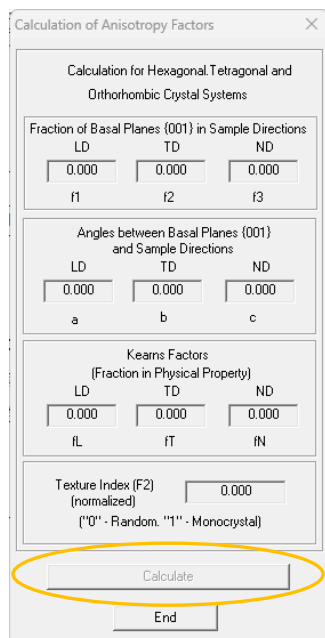 Calculation of Anisotropy Factors
Calculation for Hexagonal.Tetragonal and
Orthorhombic Crystal Systems
Fraction of Basal Planes {001} in Sample Directions
LD TD ND
0.000 0.000 0.000
f1 f2 f3
Angles between Basal Planes {001}
and Sample Directions
LD TD ND
0.000 0.000 0.000
a b c
Kearns Factors
(Fraction in Physical Property)
LD TD ND
0.000 0.000 0.000
fL fT fN
Texture Index (F2) 0.000
(normalized)
("0" - Random. "1" - Monocrystal)
Calculate
End